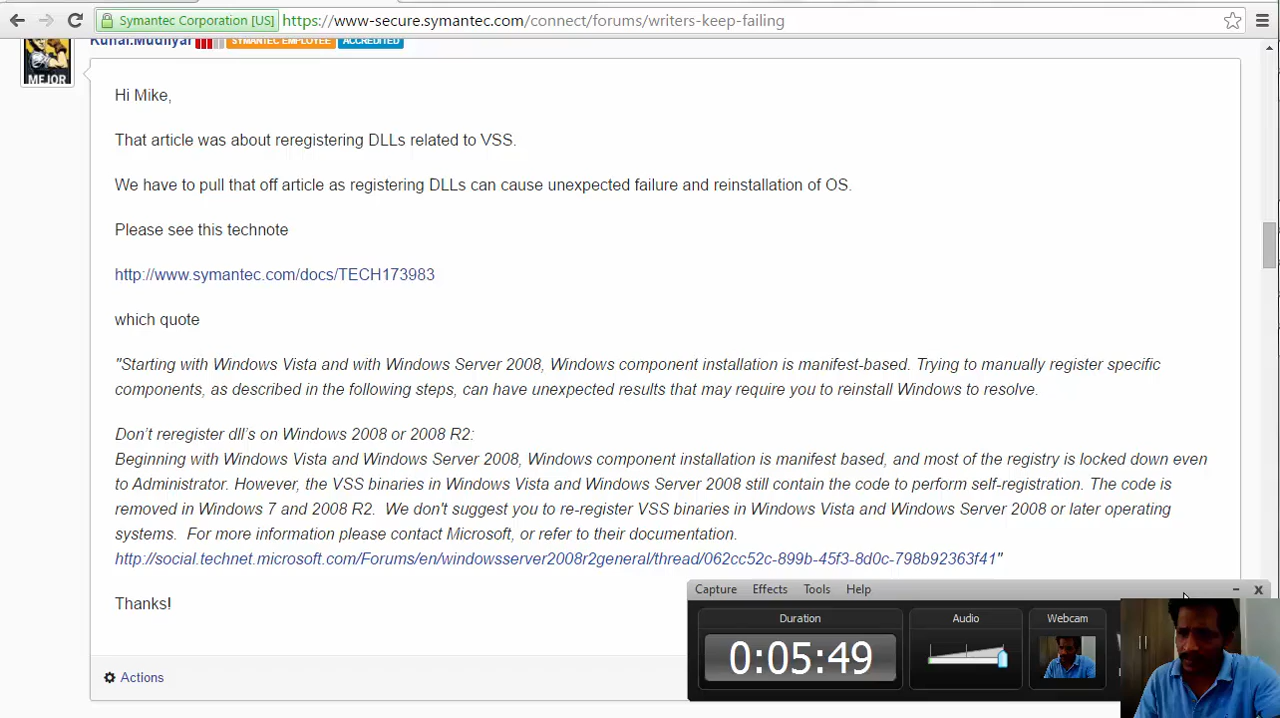 Symantec Corporation [US]
https://www-secure.symantec.com/connect/forums/writers-keep-failing
Kunal.Mudliyar
SYMANTEC EMPLOYEE
ACCREDITED
MEJOR
Hi Mike,
That article was about reregistering DLLs related to VSS.
We have to pull that off article as registering DLLs can cause unexpected failure and reinstallation of OS.
Please see this technote
http://www.symantec.com/docs/TECH173983
which quote
"Starting with Windows Vista and with Windows Server 2008, Windows component installation is manifest-based. Trying to manually register specific
components, as described in the following steps, can have unexpected results that may require you to reinstall Windows to resolve.
Don't reregister dll's on Windows 2008 or 2008 R2:
Beginning with Windows Vista and Windows Server 2008, Windows component installation is manifest based, and most of the registry is locked down even
to Administrator. However, the VSS binaries in Windows Vista and Windows Server 2008 still contain the code to perform self-registration. The code is
removed in Windows 7 and 2008 R2. We don't suggest you to re-register VSS binaries in Windows Vista and Windows Server 2008 or later operating
systems. For more information please contact Microsoft, or refer to their documentation.
http://social.technet.microsoft.com/Forums/en/windowsserver2008r2general/thread/062cc52c-899b-45f3-8d0c-798b92363f41"
Thanks!
Actions
Capture Effects Tools Help
Duration Audio Webcam
0:05:49